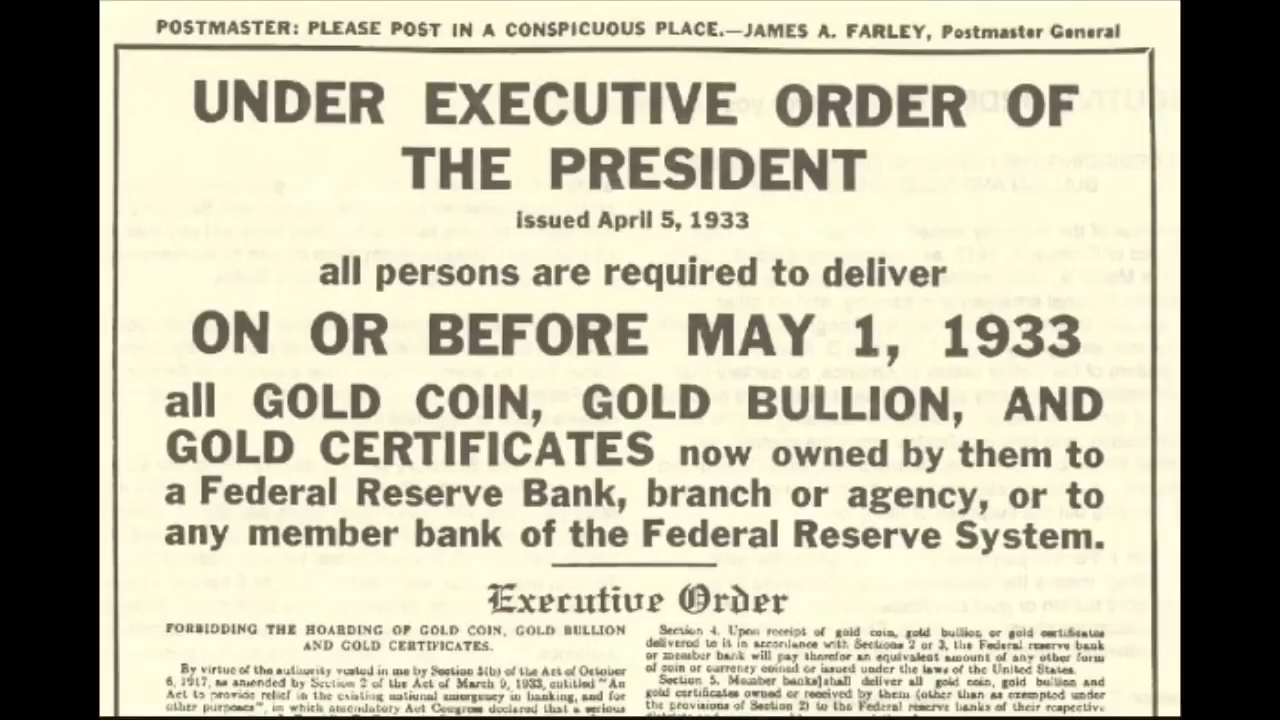 POSTMASTER: PLEASE POST IN A CONSPICUOUS PLACE.—JAMES A. FARLEY, Postmaster General
UNDER EXECUTIVE ORDER OF
THE PRESIDENT
issued April 5, 1933
all persons are required to deliver
ON OR BEFORE MAY 1, 1933
all GOLD COIN, GOLD BULLION, AND
GOLD CERTIFICATES now owned by them to
a Federal Reserve Bank, branch or agency, or to
any member bank of the Federal Reserve System.
Executive Order
FORBIDDING THE HOARDING OF GOLD COIN, GOLD BULLION
AND GOLD CERTIFICATES.
By virtue of the authority vested in me by Section 5(b) of the Act of October
6, 1917, as amended by Section 2 of the Act of March 9, 1933, entitled "An
Act to provide relief in the existing national emergency in banking, and for
other purposes", in which amendatory Act Congress declared that a serious
Section 4. Upon receipt of gold coin, gold bullion or gold certificates
delivered to it in accordance with Sections 2 or 3, the Federal reserve bank
or member bank will pay therefor an equivalent amount of any other form
of coin or currency coined or issued under the laws of the United States.
Section 5. Member banks shall deliver all gold coin, gold bullion and
gold certificates owned or received by them (other than as exempted under
the provisions of Section 2) to the Federal reserve banks of their respective